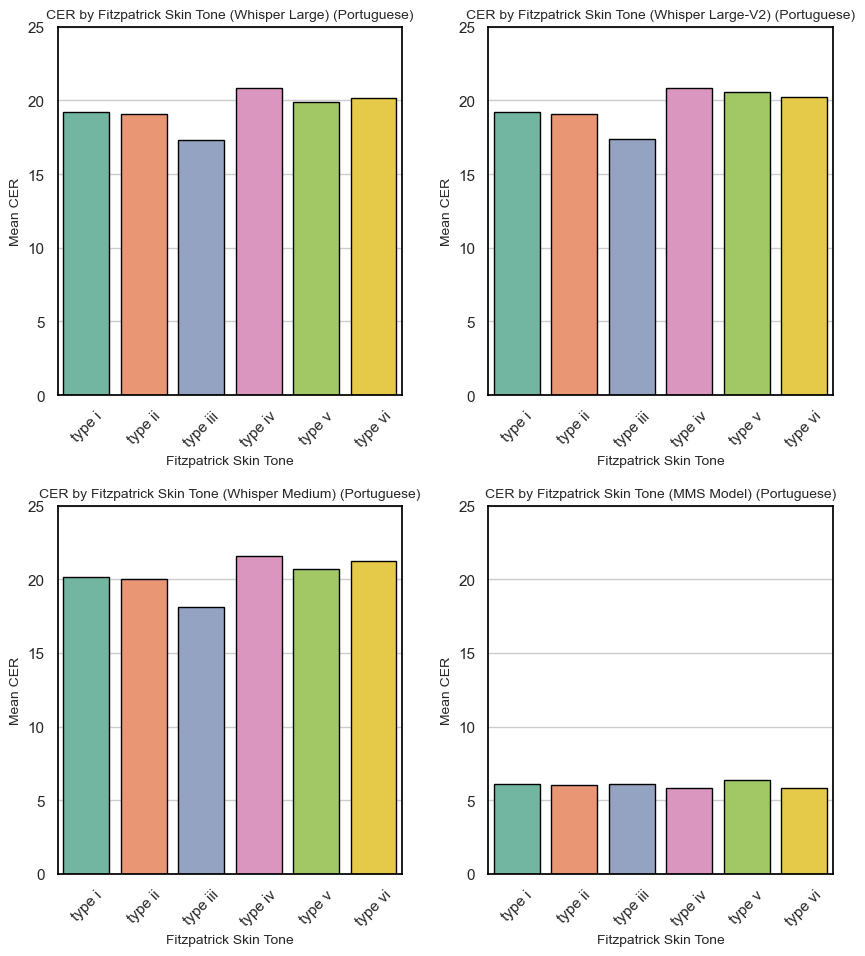 CER by Fitzpatrick Skin Tone (Whisper Large) (Portuguese)
25
20
15
10
5
0
Mean CER
type i
type ii
type iii
type iv
type v
type vi
Fitzpatrick Skin Tone
CER by Fitzpatrick Skin Tone (Whisper Large-V2) (Portuguese)
25
20
15
10
5
0
Mean CER
type i
type ii
type iii
type iv
type v
type vi
Fitzpatrick Skin Tone
CER by Fitzpatrick Skin Tone (Whisper Medium) (Portuguese)
25
20
15
10
5
0
Mean CER
type i
type ii
type iii
type iv
type v
type vi
Fitzpatrick Skin Tone
CER by Fitzpatrick Skin Tone (MMS Model) (Portuguese)
25
20
15
10
5
0
Mean CER
type i
type ii
type iii
type iv
type v
type vi
Fitzpatrick Skin Tone